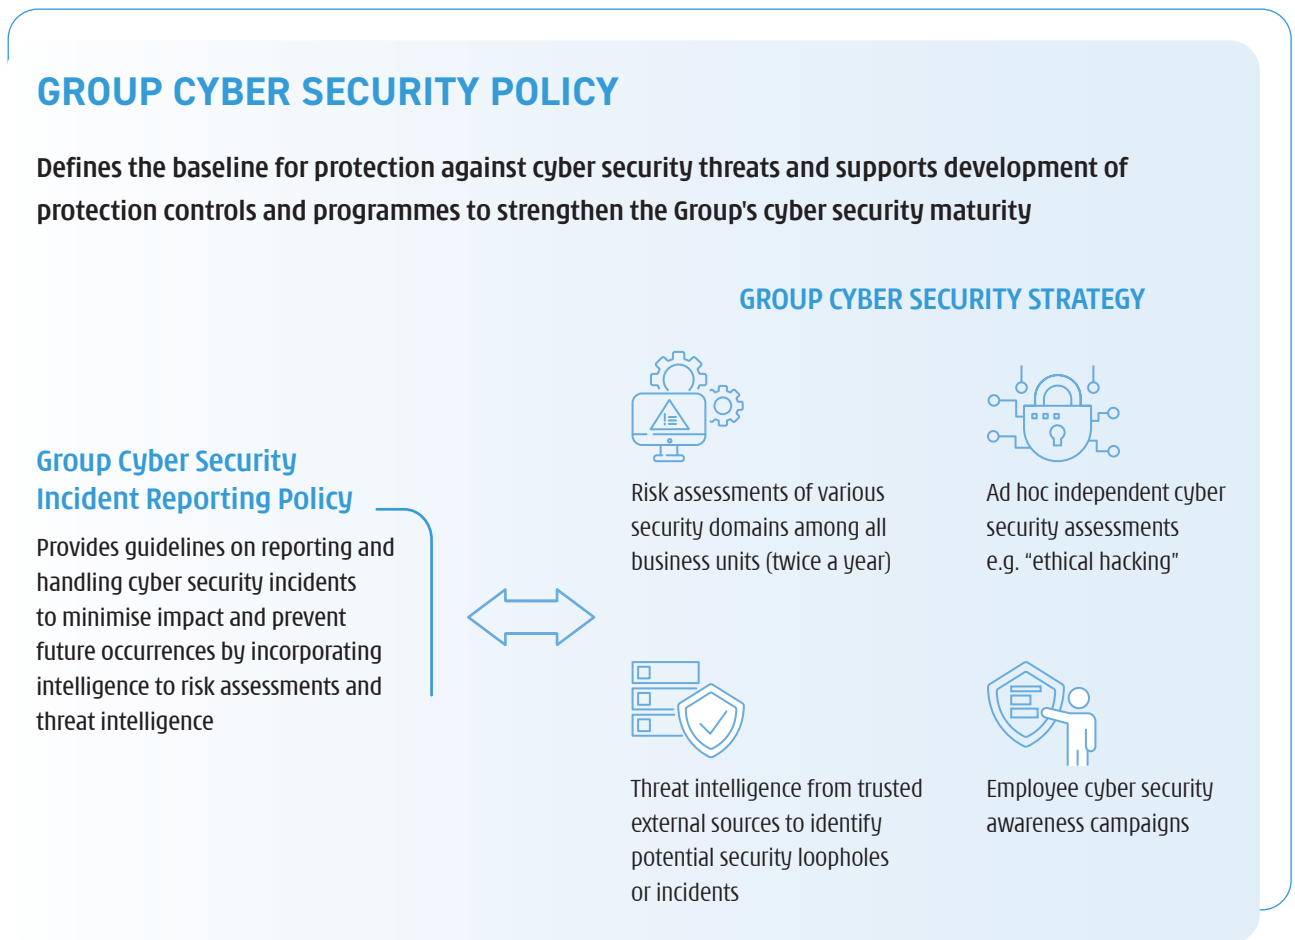 GROUP CYBER SECURITY POLICY
Defines the baseline for protection against cyber security threats and supports development of
protection controls and programmes to strengthen the Group's cyber security maturity
Group Cyber Security
Incident Reporting Policy
Provides guidelines on reporting and
handling cyber security incidents
to minimise impact and prevent
future occurrences by incorporating
intelligence to risk assessments and
threat intelligence
GROUP CYBER SECURITY STRATEGY
Risk assessments of various
security domains among all
business units (twice a year)
Ad hoc independent cyber
security assessments
e.g. “ethical hacking”
Threat intelligence from trusted
external sources to identify
potential security loopholes
or incidents
Employee cyber security
awareness campaigns